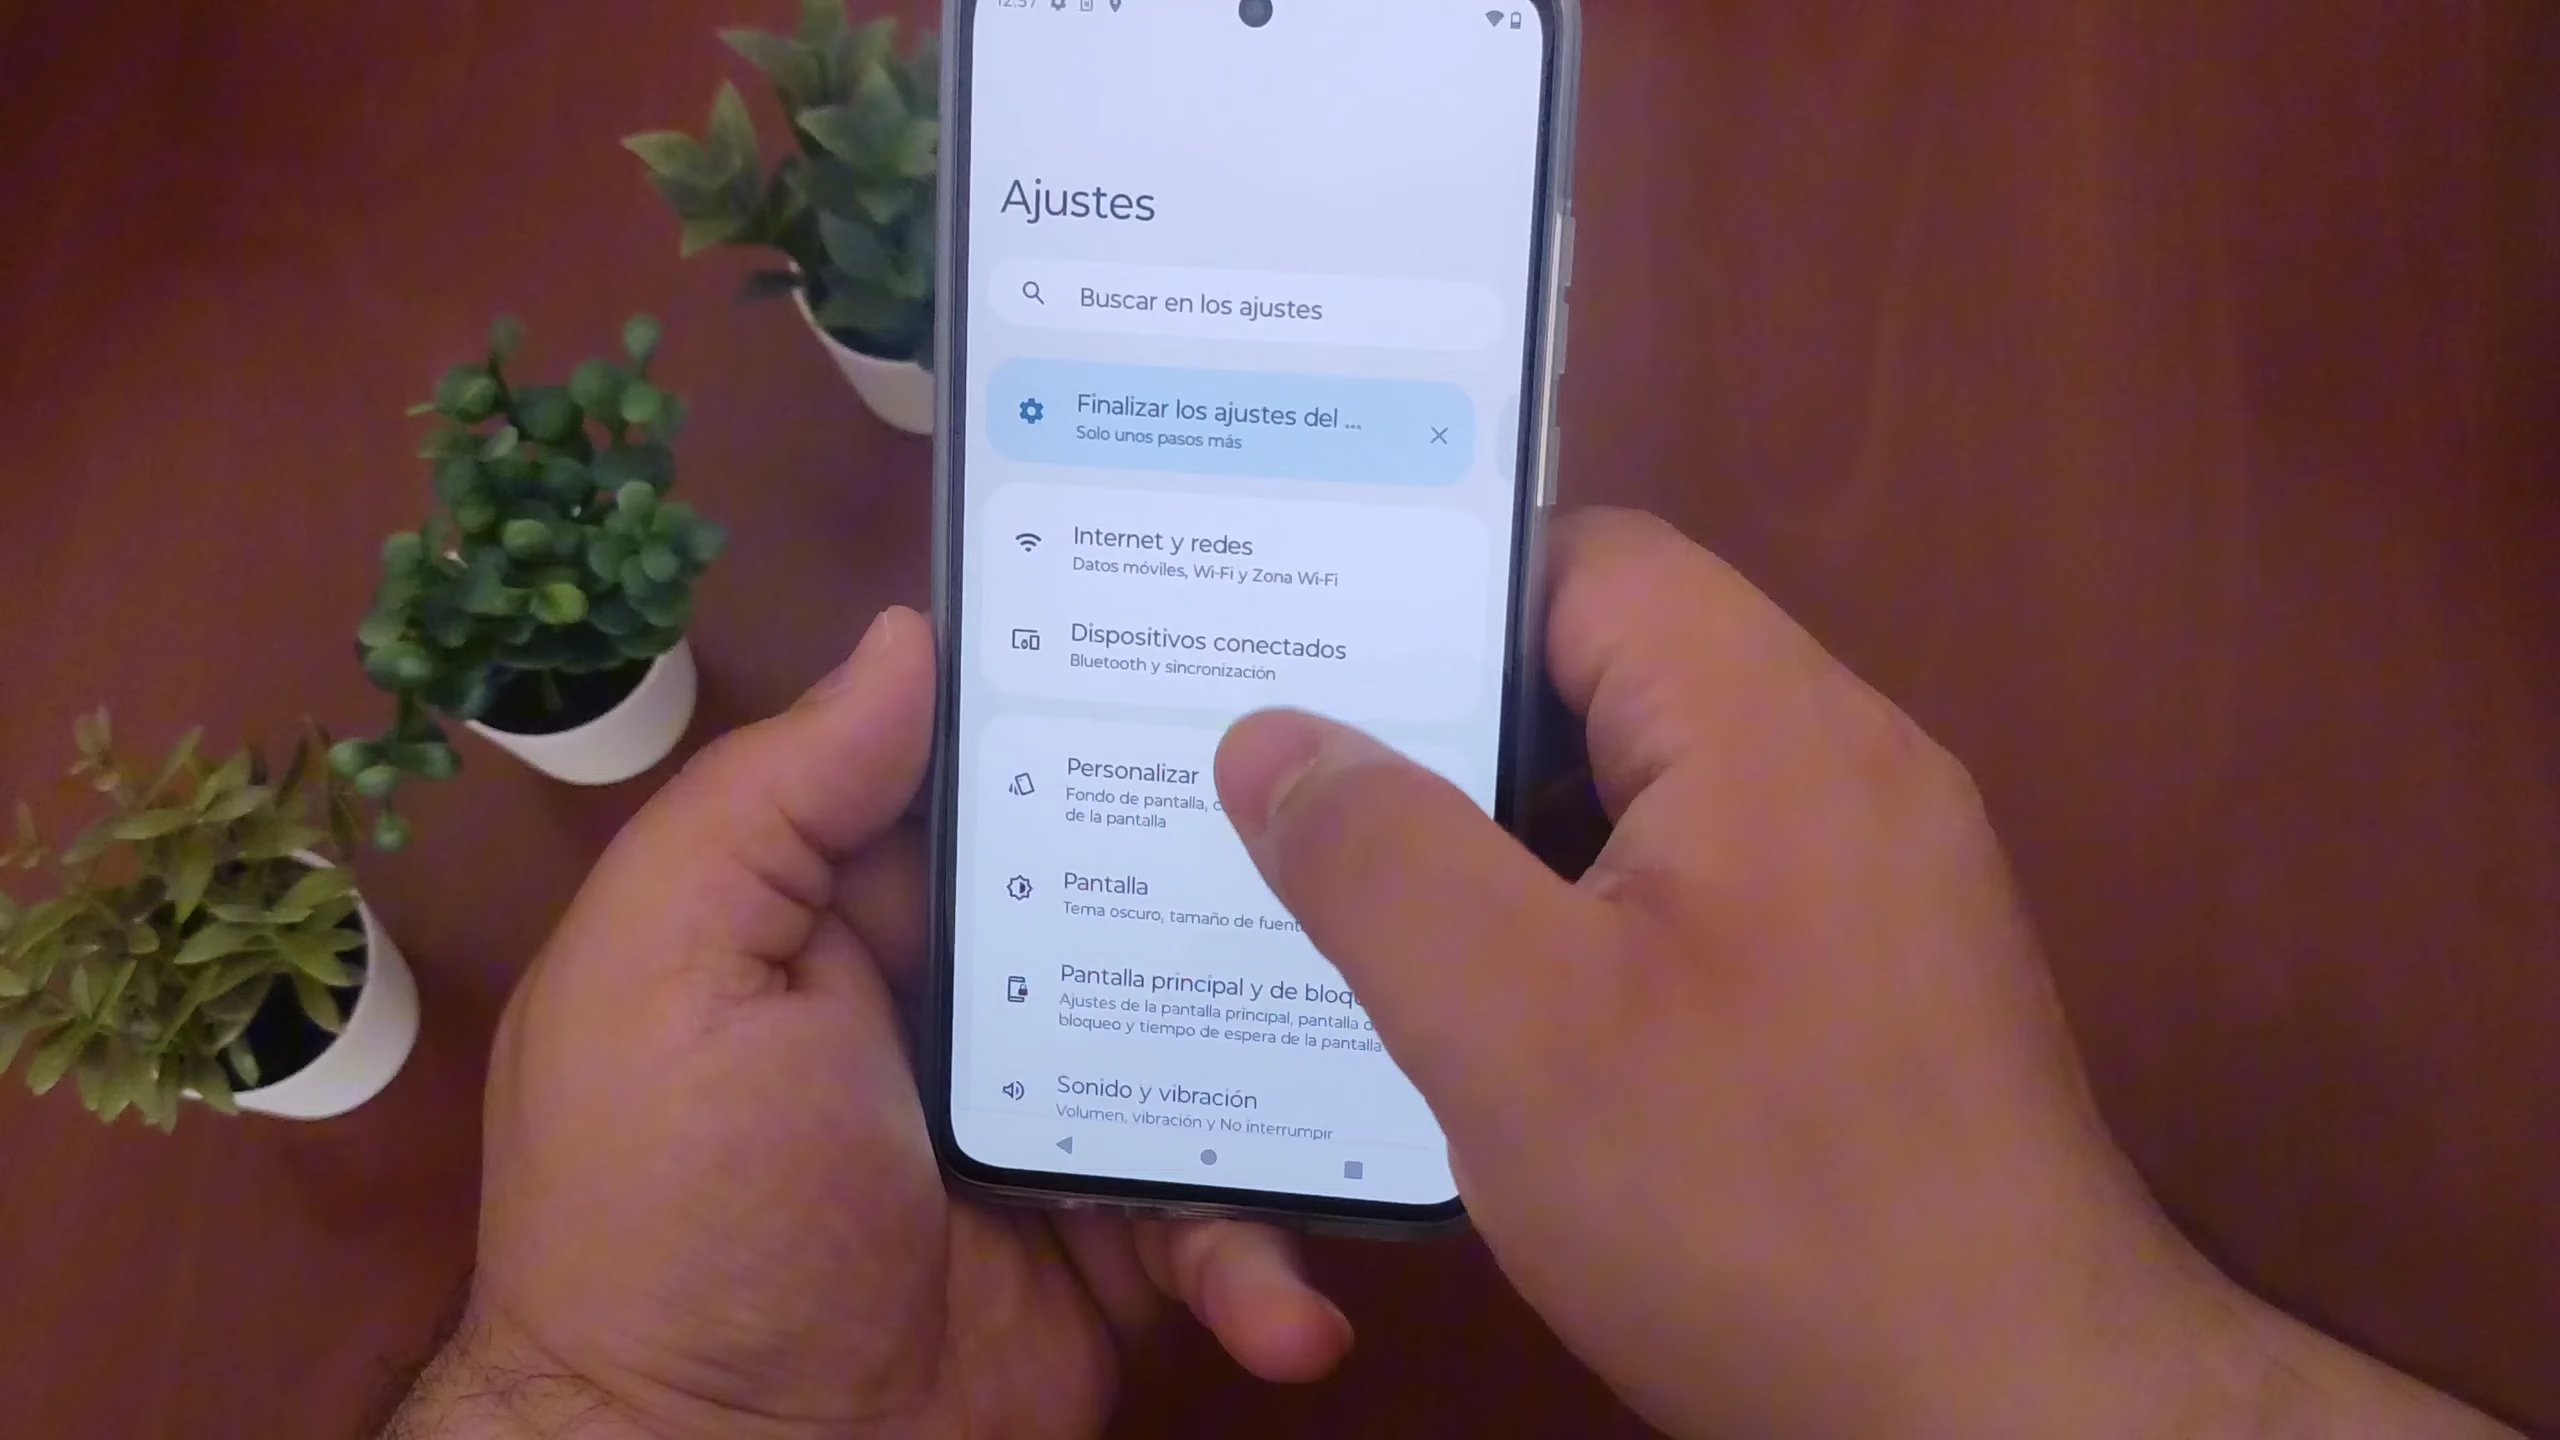 12:57
Ajustes
Buscar en los ajustes
Finalizar los ajustes del ...
Solo unos pasos más
Internet y redes
Datos móviles, Wi-Fi y Zona Wi-Fi
Dispositivos conectados
Bluetooth y sincronización
Personalizar
Fondo de pantalla,
de la pantalla
Pantalla
Tema oscuro, tamaño de
Pantalla principal y de
Ajustes de la pantalla principal, pantalla
bloqueo y tiempo de espera de la pantalla
Sonido y vibración
Volumen, vibración y No interrumpir